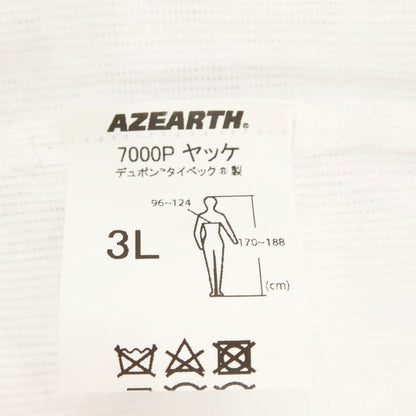 AZEARTH®
7000P ヤッケ
デュポン™タイベック®製
96~124
3L
170~188
(cm)